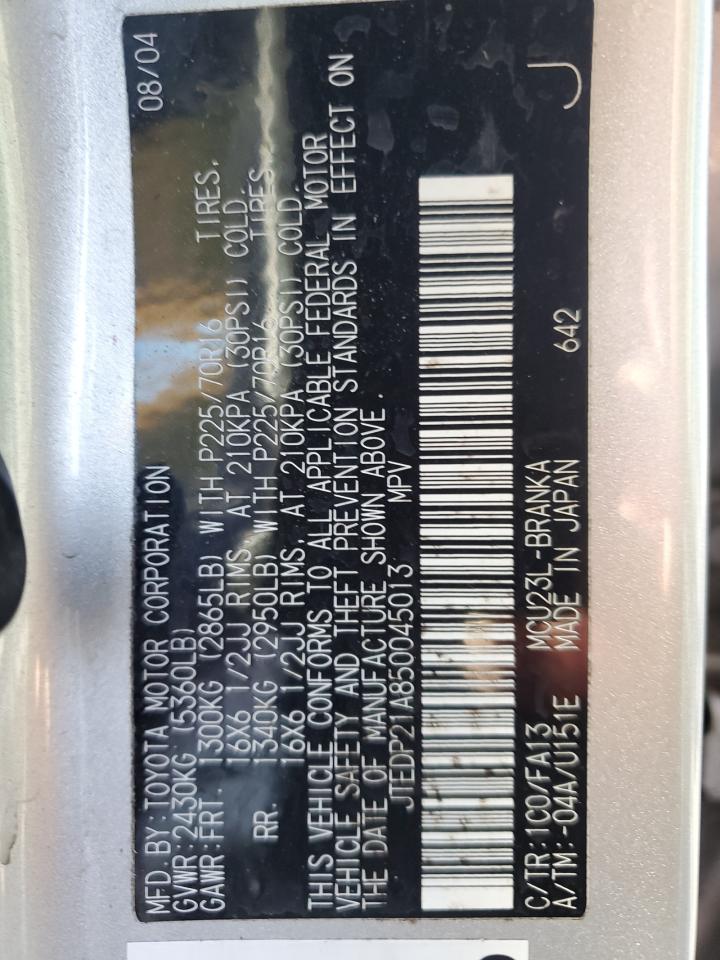 MFD.BY:TOYOTA MOTOR CORPORATION 08/04
GVWR:2430KG (5360LB)
GAWR:FRT. 1300KG (2865LB) WITH P225/70R16 TIRES,
16X6 1/2JJ RIMS, AT 210KPA (30PSI) COLD.
RR. 1340KG (2950LB) WITH P225/70R16 TIRES,
16X6 1/2JJ RIMS, AT 210KPA (30PSI) COLD.
THIS VEHICLE CONFORMS TO ALL APPLICABLE FEDERAL MOTOR
VEHICLE SAFETY AND THEFT PREVENTION STANDARDS IN EFFECT ON
THE DATE OF MANUFACTURE SHOWN ABOVE.
JTEDP21A850045013 MPV
C/TR:1C0/FA13 MCU23L-BRANKA
A/TM:-04A/U151E MADE IN JAPAN 642 J